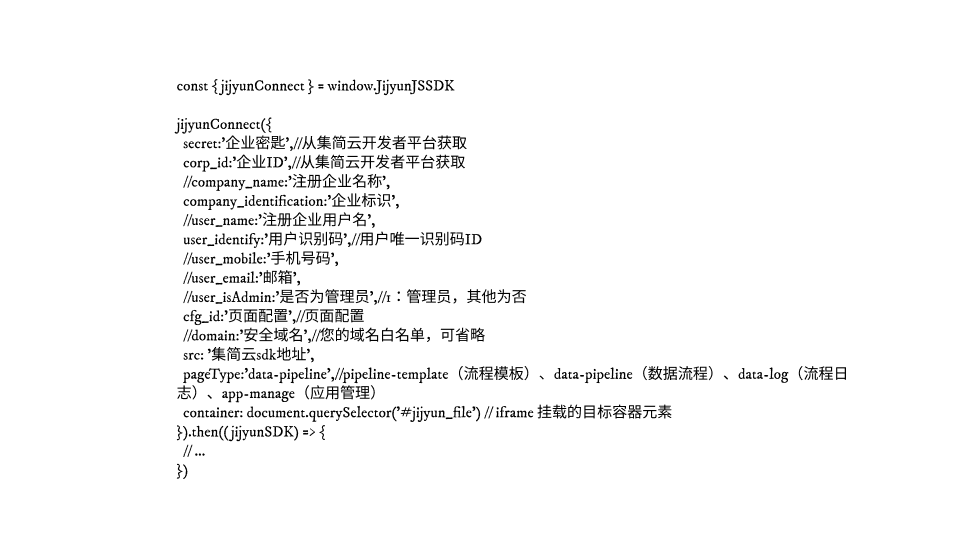 const { jijyunConnect } = window.JijyunJSSDK
jijyunConnect({
secret:'企业密匙',//从集简云开发者平台获取
corp_id:'企业ID',//从集简云开发者平台获取
//company_name:'注册企业名称',
company_identification:'企业标识',
//user_name:'注册企业用户名',
user_identify:'用户识别码',//用户唯一识别码ID
//user_mobile:'手机号码',
//user_email:'邮箱',
//user_isAdmin:'是否为管理员',//1：管理员，其他为否
cfg_id:'页面配置',//页面配置
//domain:'安全域名',//您的域名白名单，可省略
src: '集简云sdk地址',
pageType:'data-pipeline',//pipeline-template（流程模板）、data-pipeline（数据流程）、data-log（流程日
志）、app-manage（应用管理）
container: document.querySelector('#jijyun_file') // iframe 挂载的目标容器元素
}).then((jijyunSDK) => {
// ...
})